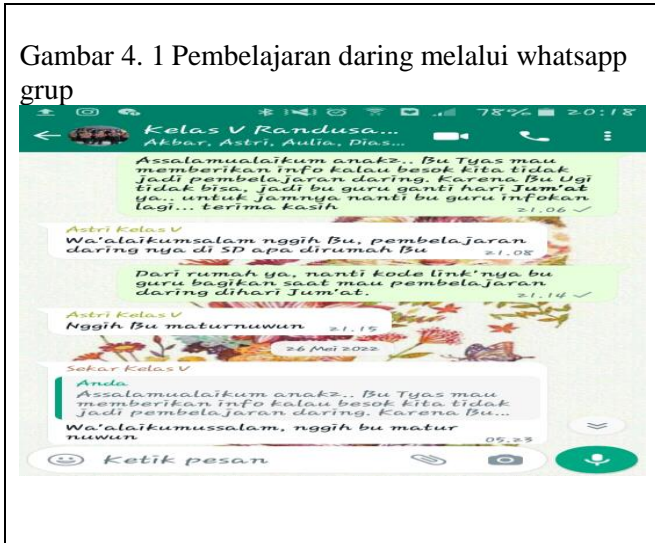 Gambar 4. 1 Pembelajaran daring melalui whatsapp
grup
78% 20:18
Kelas V Randusa...
Akbar, Astri, Aulia, Dias...
Assalamualaikum anakz.. Bu Tyas mau
memberikan info kalau besok kita tidak
jadi pembelajaran daring. Karena Bu Ugi
tidak bisa, jadi bu guru ganti hari Jum'at
ya.. untuk jamnya nanti bu guru infokan
lagi... terima kasih
21.06
Astri Kelas V
Wa'alaikumsalam nggih Bu, pembelajaran
daring nya di SD apa dirumah Bu
21.08
Dari rumah ya, nanti kode link'nya bu
guru bagikan saat mau pembelajaran
daring dihari Jum'at.
21.14
Astri Kelas V
Nggih Bu maturnuwun 21.15
26 Mei 2022
Sekar Kelas V
Anda
Assalamualaikum anakz.. Bu Tyas mau
memberikan info kalau besok kita tidak
jadi pembelajaran daring. Karena Bu...
Wa'alaikumussalam, nggih bu matur
nuwun
05.23
Ketik pesan